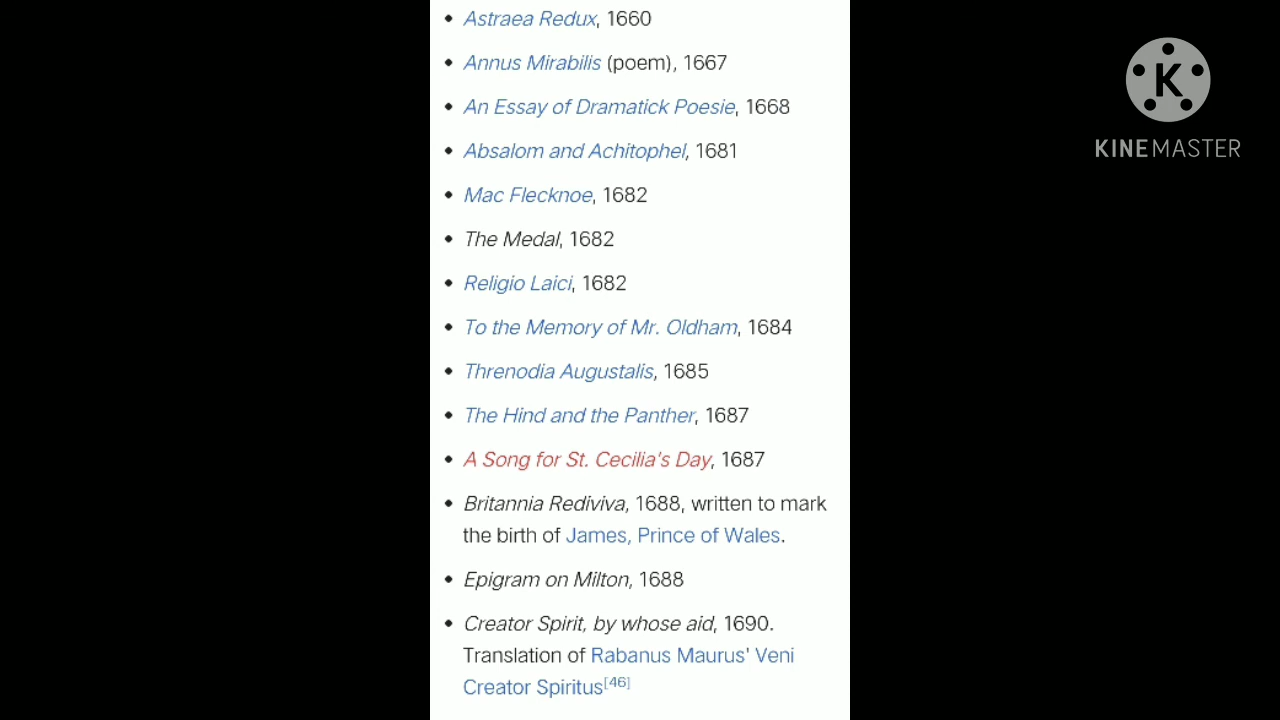 • Astraea Redux, 1660
• Annus Mirabilis (poem), 1667
• An Essay of Dramatick Poesie, 1668
• Absalom and Achitophel, 1681
• Mac Flecknoe, 1682
• The Medal, 1682
• Religio Laici, 1682
• To the Memory of Mr. Oldham, 1684
• Threnodia Augustalis, 1685
• The Hind and the Panther, 1687
• A Song for St. Cecilia's Day, 1687
• Britannia Rediviva, 1688, written to mark
the birth of James, Prince of Wales.
• Epigram on Milton, 1688
• Creator Spirit, by whose aid, 1690.
Translation of Rabanus Maurus' Veni
Creator Spiritus[46]
K
KINEMASTER